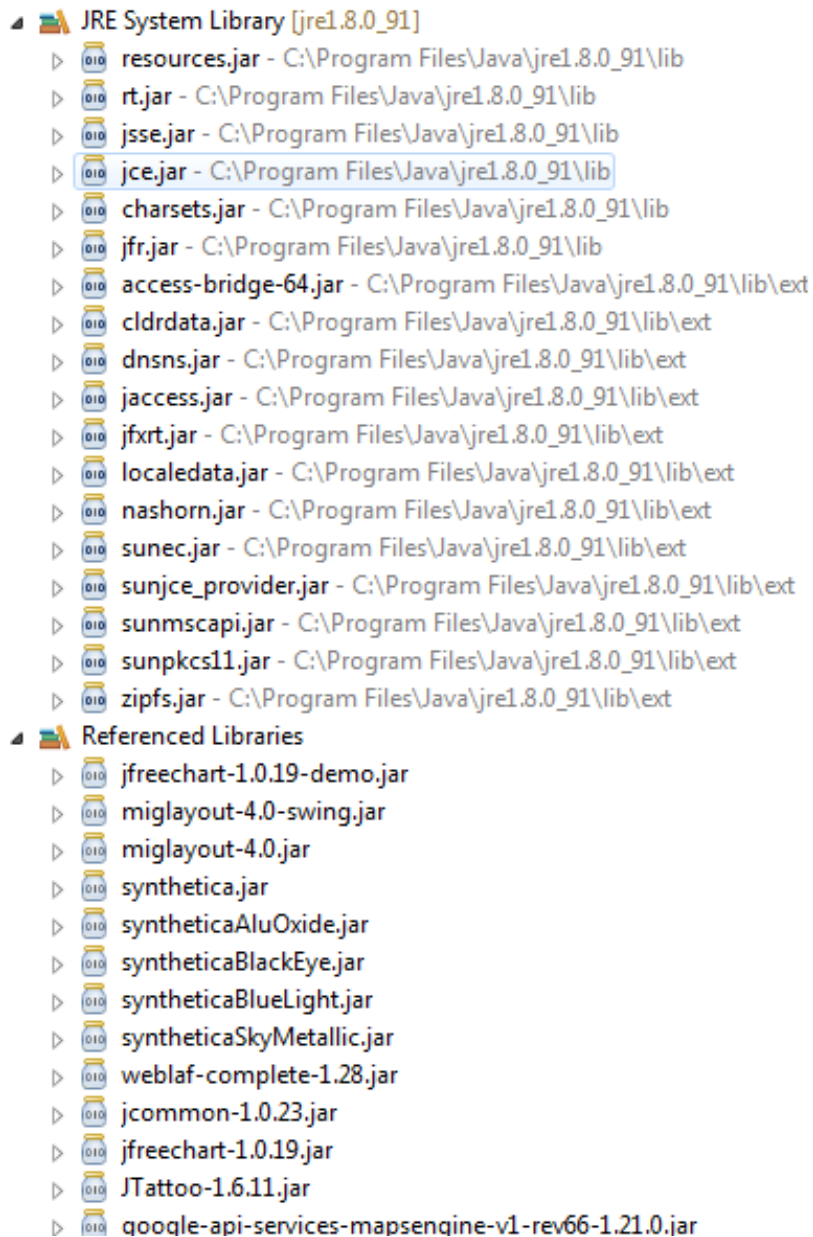 JRE System Library [jre1.8.0_91]
resources.jar - C:\Program Files\Java\jre1.8.0_91\lib
rt.jar - C:\Program Files\Java\jre1.8.0_91\lib
jsse.jar - C:\Program Files\Java\jre1.8.0_91\lib
jce.jar - C:\Program Files\Java\jre1.8.0_91\lib
charsets.jar - C:\Program Files\Java\jre1.8.0_91\lib
jfr.jar - C:\Program Files\Java\jre1.8.0_91\lib
access-bridge-64.jar - C:\Program Files\Java\jre1.8.0_91\lib\ext
cldrdata.jar - C:\Program Files\Java\jre1.8.0_91\lib\ext
dnsns.jar - C:\Program Files\Java\jre1.8.0_91\lib\ext
jaccess.jar - C:\Program Files\Java\jre1.8.0_91\lib\ext
jfxrt.jar - C:\Program Files\Java\jre1.8.0_91\lib\ext
localedata.jar - C:\Program Files\Java\jre1.8.0_91\lib\ext
nashorn.jar - C:\Program Files\Java\jre1.8.0_91\lib\ext
sunec.jar - C:\Program Files\Java\jre1.8.0_91\lib\ext
sunjce_provider.jar - C:\Program Files\Java\jre1.8.0_91\lib\ext
sunmscapi.jar - C:\Program Files\Java\jre1.8.0_91\lib\ext
sunpkcs11.jar - C:\Program Files\Java\jre1.8.0_91\lib\ext
zipfs.jar - C:\Program Files\Java\jre1.8.0_91\lib\ext
Referenced Libraries
jfreechart-1.0.19-demo.jar
miglayout-4.0-swing.jar
miglayout-4.0.jar
synthetica.jar
syntheticaAluOxide.jar
syntheticaBlackEye.jar
syntheticaBlueLight.jar
syntheticaSkyMetallic.jar
weblaf-complete-1.28.jar
jcommon-1.0.23.jar
jfreechart-1.0.19.jar
JTattoo-1.6.11.jar
google-api-services-mapsengine-v1-rev66-1.21.0.jar